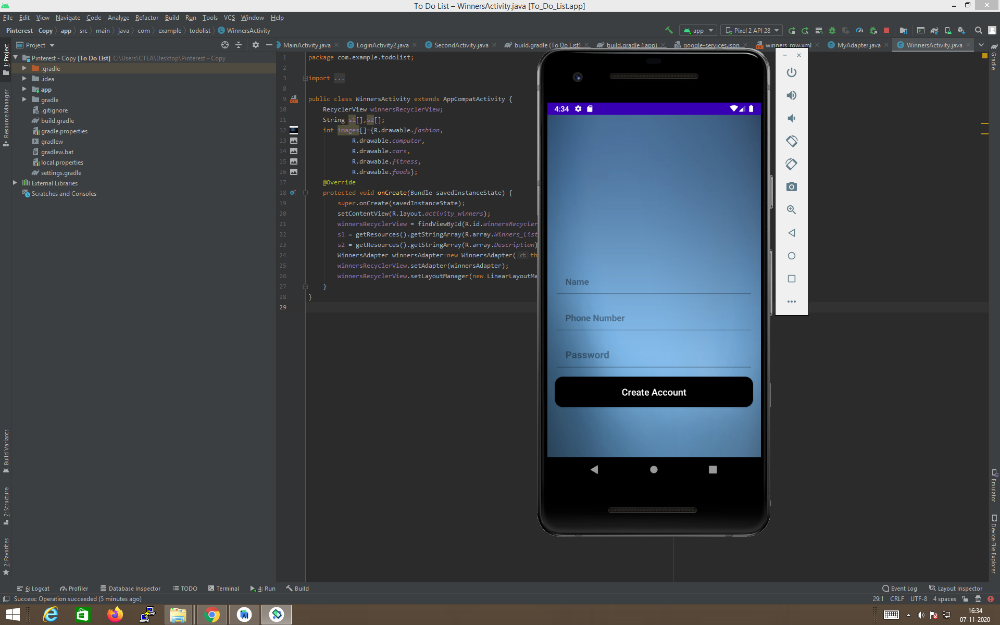 To Do List – WinnersActivity.java [To_Do_List.app]
File Edit View Navigate Code Analyze Refactor Build Run Tools VCS Window Help
Pinterest - Copy app src main java com example todolist WinnersActivity
app Pixel 2 API 28
Project
MainActivity.java LoginActivity2.java SecondActivity.java build.gradle (To Do List) build.gradle (:app) google-services.json winners_row.xml MyAdapter.java WinnersActivity.java
Pinterest - Copy [To Do List] C:\Users\CTEA\Desktop\Pinterest - Copy
.gradle
.idea
app
gradle
.gitignore
build.gradle
gradle.properties
gradlew
gradlew.bat
local.properties
settings.gradle
External Libraries
Scratches and Consoles
1: Project
Resource Manager
Build Variants
7: Structure
2: Favorites
1 package com.example.todolist;
2
3 import ...
8
9 public class WinnersActivity extends AppCompatActivity {
10 RecyclerView winnersRecyclerView;
11 String s1[],s2[];
12 int images[]={R.drawable.fashion,
13 R.drawable.computer,
14 R.drawable.cars,
15 R.drawable.fitness,
16 R.drawable.foods};
17 @Override
18 protected void onCreate(Bundle savedInstanceState) {
19 super.onCreate(savedInstanceState);
20 setContentView(R.layout.activity_winners);
21 winnersRecyclerView = findViewById(R.id.winnersRecycler
22 s1 = getResources().getStringArray(R.array.Winners_List
23 s2 = getResources().getStringArray(R.array.Description)
24 WinnersAdapter winnersAdapter=new WinnersAdapter( ct: th
25 winnersRecyclerView.setAdapter(winnersAdapter);
26 winnersRecyclerView.setLayoutManager(new LinearLayoutMa
27 }
28 }
29
4:34
Name
Phone Number
Password
Create Account
Gradle
Emulator
Device File Explorer
6: Logcat Profiler Database Inspector TODO Terminal 4: Run Build Event Log Layout Inspector
Success: Operation succeeded (5 minutes ago) 29:1 CRLF UTF-8 4 spaces
16:34
07-11-2020